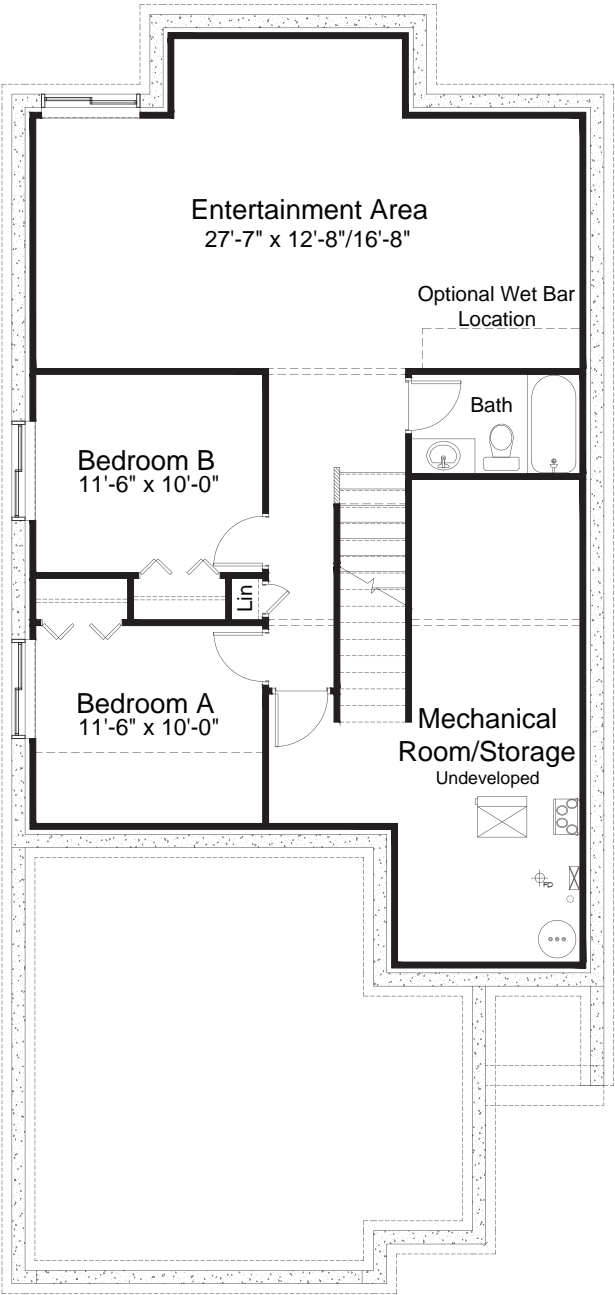 Entertainment Area
27'-7" x 12'-8"/16'-8"
Optional Wet Bar
Location
Bath
Bedroom B
11'-6" x 10'-0"
Lin
Bedroom A
11'-6" x 10'-0"
Mechanical
Room/Storage
Undeveloped
FD